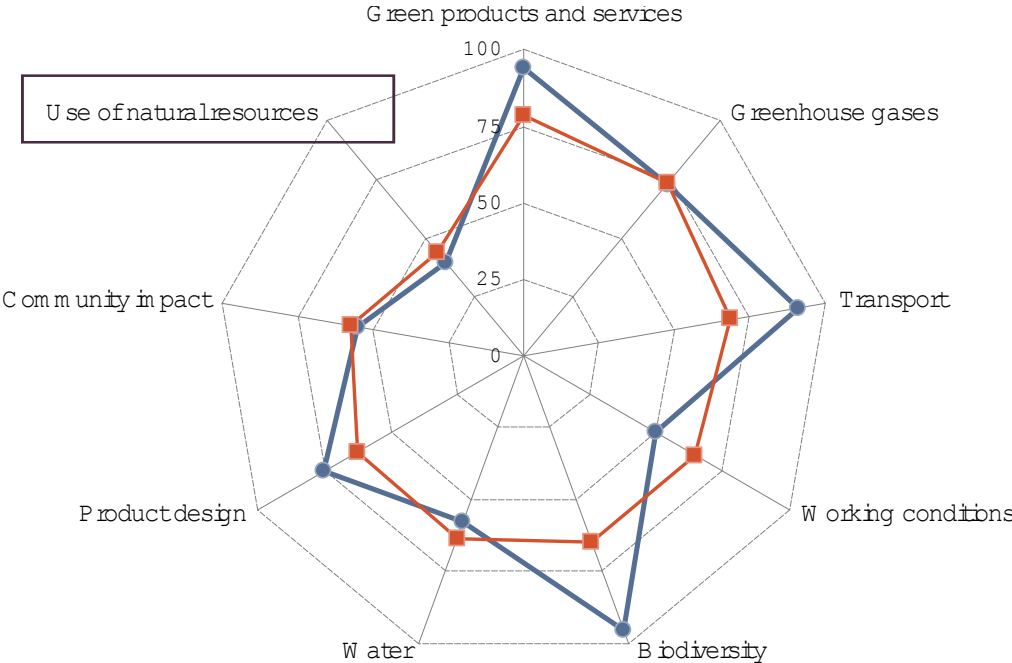 Green products and services
100
Use of natural resources
Greenhouse gases
75
50
25
Community impact
Transport
0
Product design
Working conditions
Water
Biodiversity